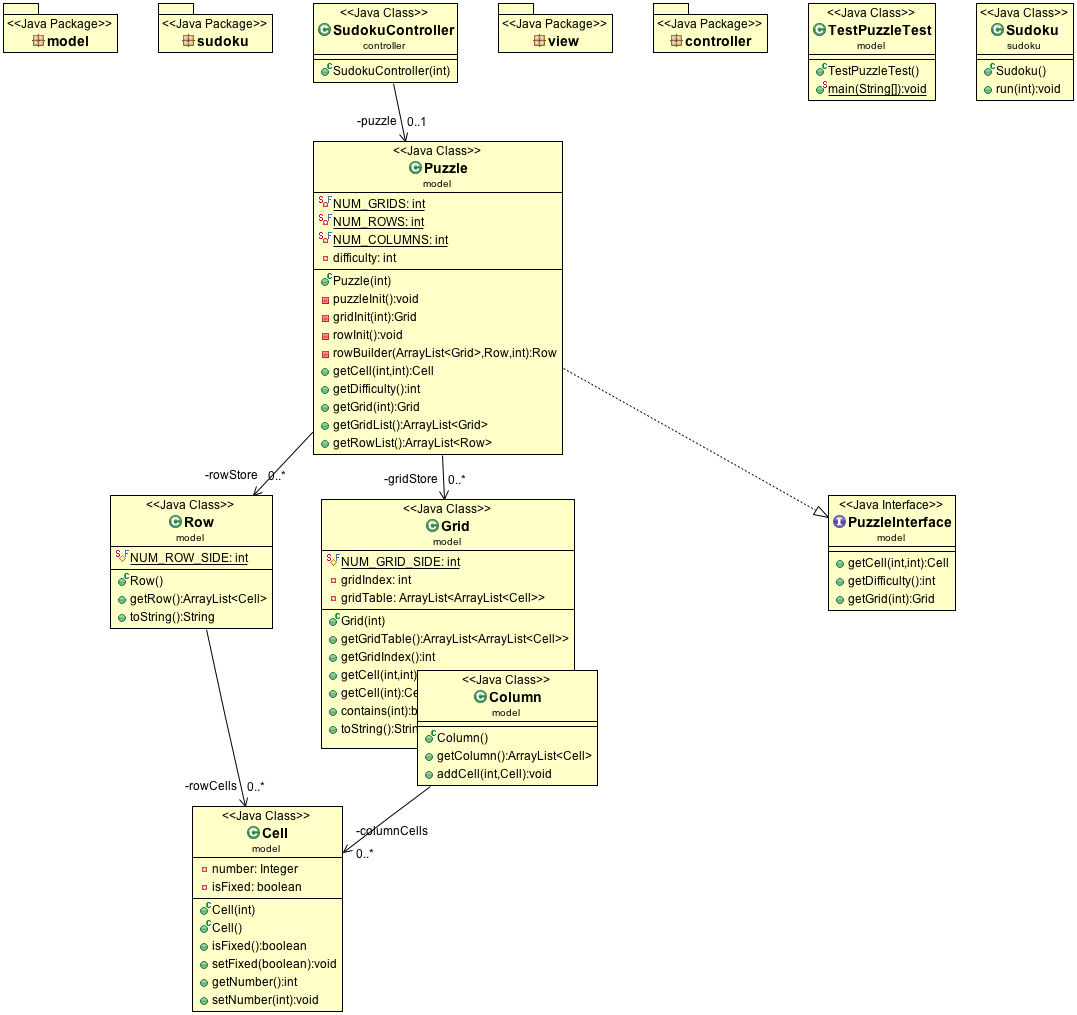 <<Java Package>>
model
<<Java Package>>
sudoku
<<Java Class>>
SudokuController
controller
SudokuController(int)
<<Java Package>>
view
<<Java Package>>
controller
<<Java Class>>
TestPuzzleTest
model
TestPuzzleTest()
main(String[]):void
<<Java Class>>
Sudoku
sudoku
Sudoku()
run(int):void
-puzzle
0..1
<<Java Class>>
Puzzle
model
NUM_GRIDS: int
NUM_ROWS: int
NUM_COLUMNS: int
difficulty: int
Puzzle(int)
puzzleInit():void
gridInit(int):Grid
rowInit():void
rowBuilder(ArrayList<Grid>,Row,int):Row
getCell(int,int):Cell
getDifficulty():int
getGrid(int):Grid
getGridList():ArrayList<Grid>
getRowList():ArrayList<Row>
-rowStore
0..*
-gridStore
0..*
<<Java Class>>
Row
model
NUM_ROW_SIDE: int
Row()
getRow():ArrayList<Cell>
toString():String
<<Java Class>>
Grid
model
NUM_GRID_SIDE: int
gridIndex: int
gridTable: ArrayList<ArrayList<Cell>>
Grid(int)
getGridTable():ArrayList<ArrayList<Cell>>
getGridIndex():int
getCell(int,int)
getCell(int):Ce
contains(int):b
toString():Strin
<<Java Interface>>
PuzzleInterface
model
getCell(int,int):Cell
getDifficulty():int
getGrid(int):Grid
<<Java Class>>
Column
model
Column()
getColumn():ArrayList<Cell>
addCell(int,Cell):void
-rowCells
0..*
-columnCells
0..*
<<Java Class>>
Cell
model
number: Integer
isFixed: boolean
Cell(int)
Cell()
isFixed():boolean
setFixed(boolean):void
getNumber():int
setNumber(int):void